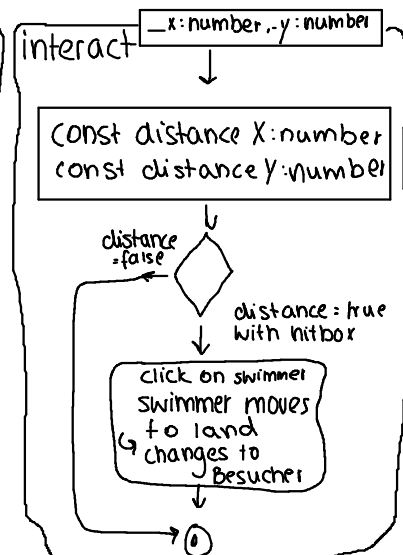 interact
_x:number,-y:number
const distance X:number
const distance Y:number
distance
=false
distance = true
with hitbox
click on swimmer
swimmer moves
to land
changes to
Besucher